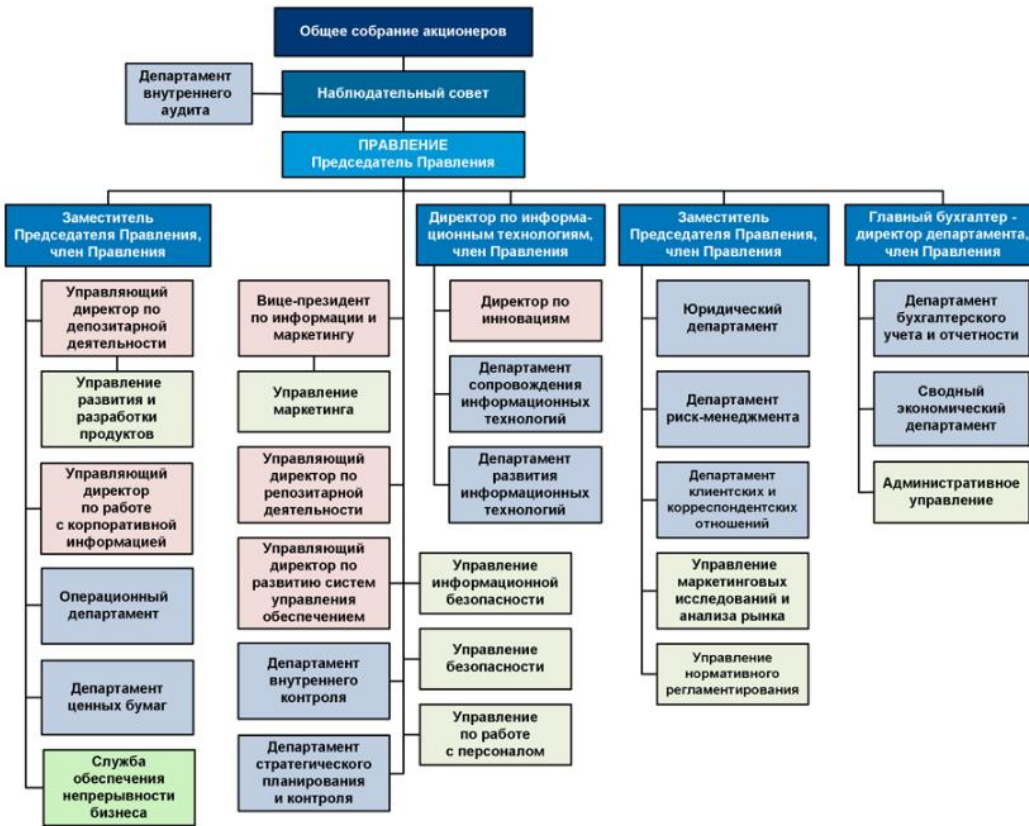 Общее собрание акционеров
Департамент
внутреннего
аудита
Наблюдательный совет
ПРАВЛЕНИЕ
Председатель Правления
Заместитель
Председателя Правления,
член Правления
Директор по информа-
ционным технологиям,
член Правления
Заместитель
Председателя Правления,
член Правления
Главный бухгалтер -
директор департамента,
член Правления
Управляющий
директор по
депозитарной
деятельности
Управление
развития и
разработки
продуктов
Управляющий
директор
по работе
с корпоративной
информацией
Операционный
департамент
Департамент
ценных бумаг
Служба
обеспечения
непрерывности
бизнеса
Вице-президент
по информации и
маркетингу
Управление
маркетинга
Управляющий
директор по
репозитарной
деятельности
Управляющий
директор по
развитию систем
управления
обеспечением
Департамент
внутреннего
контроля
Департамент
стратегического
планирования
и контроля
Директор по
инновациям
Департамент
сопровождения
информационных
технологий
Департамент
развития
информационных
технологий
Управление
информационной
безопасности
Управление
безопасности
Управление
по работе
с персоналом
Юридический
департамент
Департамент
риск-менеджмента
Департамент
клиентских и
корреспондентских
отношений
Управление
маркетинговых
исследований и
анализа рынка
Управление
нормативного
регламентирования
Департамент
бухгалтерского
учета и отчетности
Сводный
экономический
департамент
Административное
управление